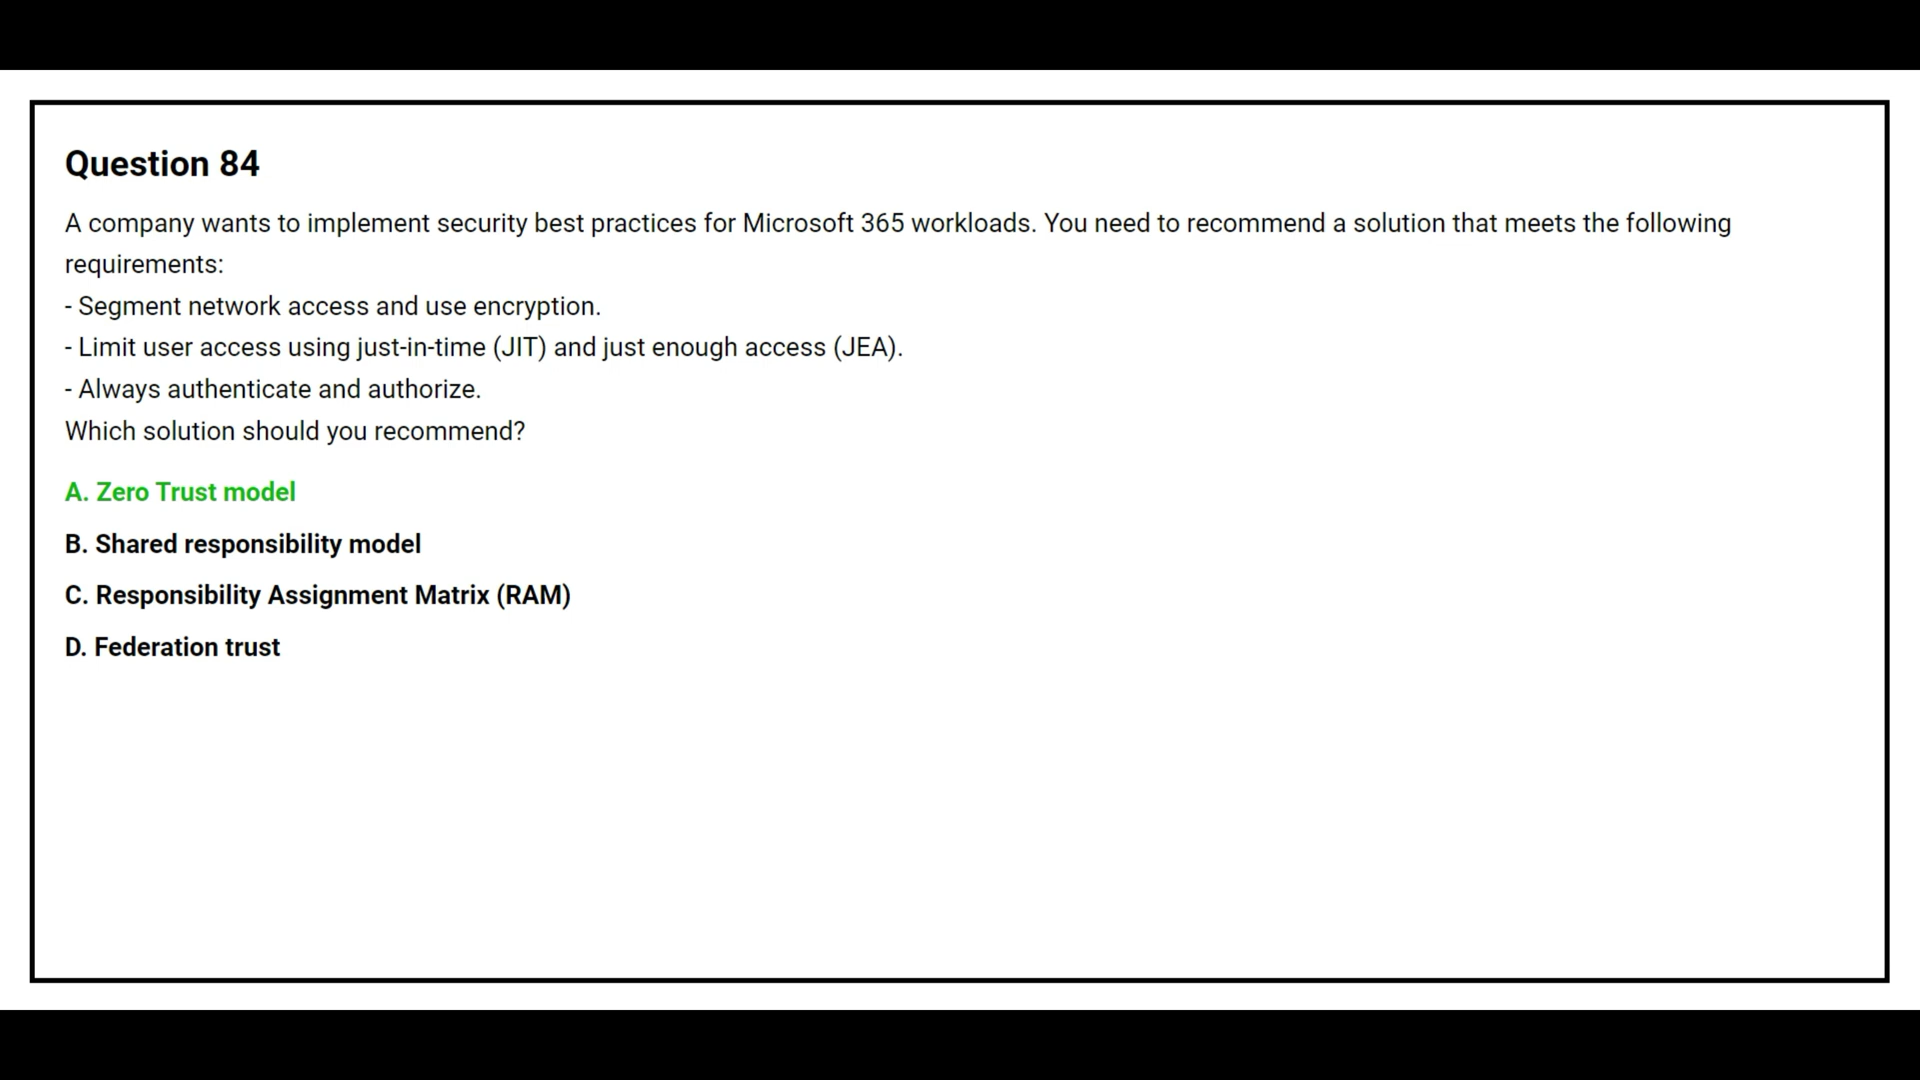 Question 84
A company wants to implement security best practices for Microsoft 365 workloads. You need to recommend a solution that meets the following
requirements:
- Segment network access and use encryption.
- Limit user access using just-in-time (JIT) and just enough access (JEA).
- Always authenticate and authorize.
Which solution should you recommend?
A. Zero Trust model
B. Shared responsibility model
C. Responsibility Assignment Matrix (RAM)
D. Federation trust